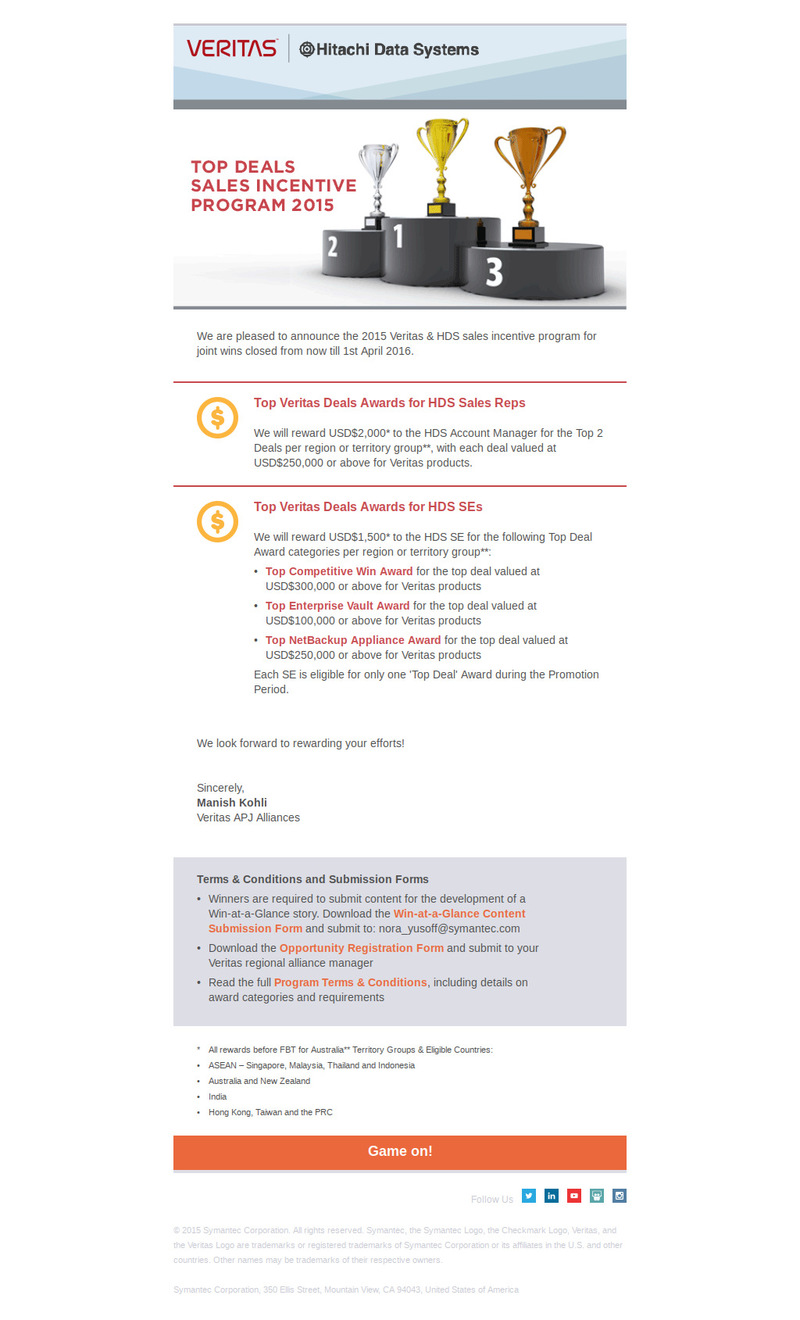 VERITAS™ | Hitachi Data Systems
TOP DEALS
SALES INCENTIVE
PROGRAM 2015
2
1
3
We are pleased to announce the 2015 Veritas & HDS sales incentive program for
joint wins closed from now till 1st April 2016.
Top Veritas Deals Awards for HDS Sales Reps
We will reward USD$2,000* to the HDS Account Manager for the Top 2
Deals per region or territory group**, with each deal valued at
USD$250,000 or above for Veritas products.
Top Veritas Deals Awards for HDS SEs
We will reward USD$1,500* to the HDS SE for the following Top Deal
Award categories per region or territory group**:
• Top Competitive Win Award for the top deal valued at
USD$300,000 or above for Veritas products
• Top Enterprise Vault Award for the top deal valued at
USD$100,000 or above for Veritas products
• Top NetBackup Appliance Award for the top deal valued at
USD$250,000 or above for Veritas products
Each SE is eligible for only one 'Top Deal' Award during the Promotion
Period.
We look forward to rewarding your efforts!
Sincerely,
Manish Kohli
Veritas APJ Alliances
Terms & Conditions and Submission Forms
• Winners are required to submit content for the development of a
Win-at-a-Glance story. Download the Win-at-a-Glance Content
Submission Form and submit to: nora_yusoff@symantec.com
• Download the Opportunity Registration Form and submit to your
Veritas regional alliance manager
• Read the full Program Terms & Conditions, including details on
award categories and requirements
* All rewards before FBT for Australia** Territory Groups & Eligible Countries:
• ASEAN – Singapore, Malaysia, Thailand and Indonesia
• Australia and New Zealand
• India
• Hong Kong, Taiwan and the PRC
Game on!
Follow Us
© 2015 Symantec Corporation. All rights reserved. Symantec, the Symantec Logo, the Checkmark Logo, Veritas, and
the Veritas Logo are trademarks or registered trademarks of Symantec Corporation or its affiliates in the U.S. and other
countries. Other names may be trademarks of their respective owners.
Symantec Corporation, 350 Ellis Street, Mountain View, CA 94043, United States of America